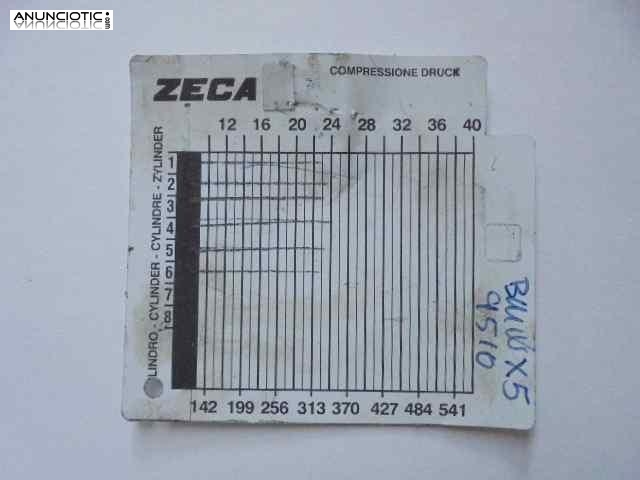 ANUNCIOTIC.com
ZECA
COMPRESSIONE DRUCK
12 16 20 24 28 32 36 40
LINDRO - CYLINDER - CYLINDRE - ZYLINDER
1
2
3
4
5
6
7
8
142 199 256 313 370 427 484 541
BMW X5
9510